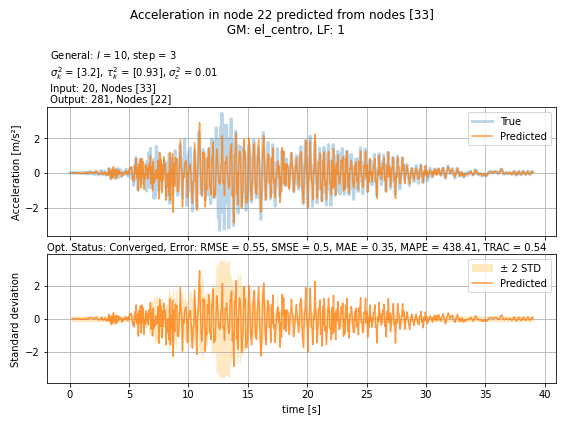 Acceleration in node 22 predicted from nodes [33]
GM: el_centro, LF: 1
General: l = 10, step = 3
σ_k² = [3.2], τ_k² = [0.93], σ_ε² = 0.01
Input: 20, Nodes [33]
Output: 281, Nodes [22]
Acceleration [m/s²]
2
0
−2
True
Predicted
Opt. Status: Converged, Error: RMSE = 0.55, SMSE = 0.5, MAE = 0.35, MAPE = 438.41, TRAC = 0.54
Standard deviation
2
0
−2
± 2 STD
Predicted
0 5 10 15 20 25 30 35 40
time [s]